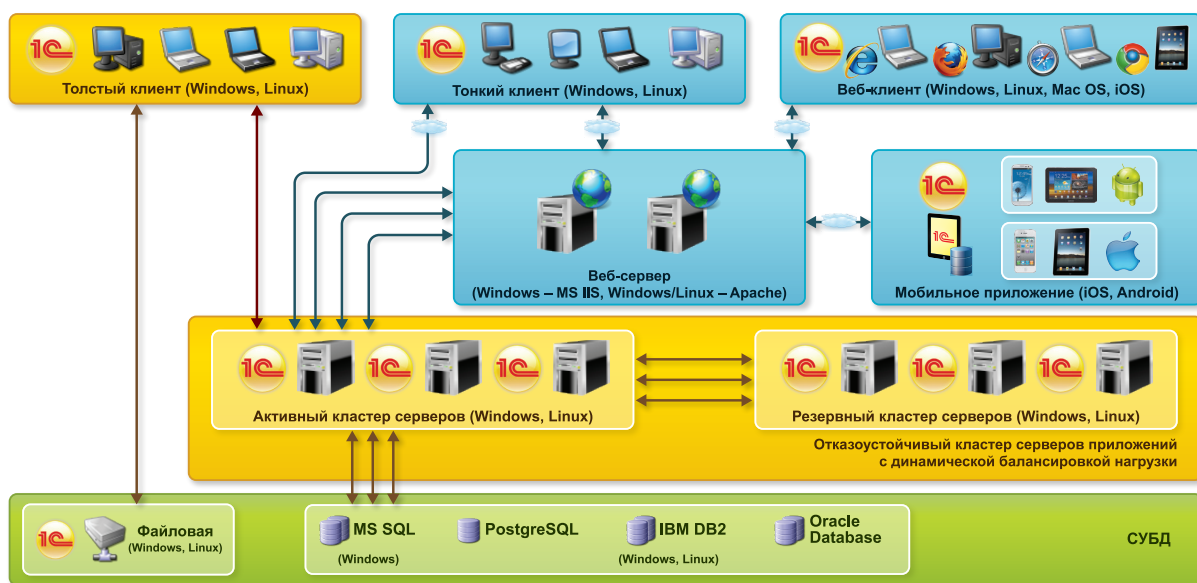 1С
Толстый клиент (Windows, Linux)
1С
Тонкий клиент (Windows, Linux)
1С
Веб-клиент (Windows, Linux, Mac OS, iOS)
Веб-сервер
(Windows – MS IIS, Windows/Linux – Apache)
1С
1С
Мобильное приложение (iOS, Android)
1С
1С
1С
Активный кластер серверов (Windows, Linux)
1С
1С
1С
Резервный кластер серверов (Windows, Linux)
Отказоустойчивый кластер серверов приложений
с динамической балансировкой нагрузки
1С
Файловая
(Windows, Linux)
MS SQL
(Windows)
PostgreSQL
IBM DB2
(Windows, Linux)
Oracle
Database
СУБД